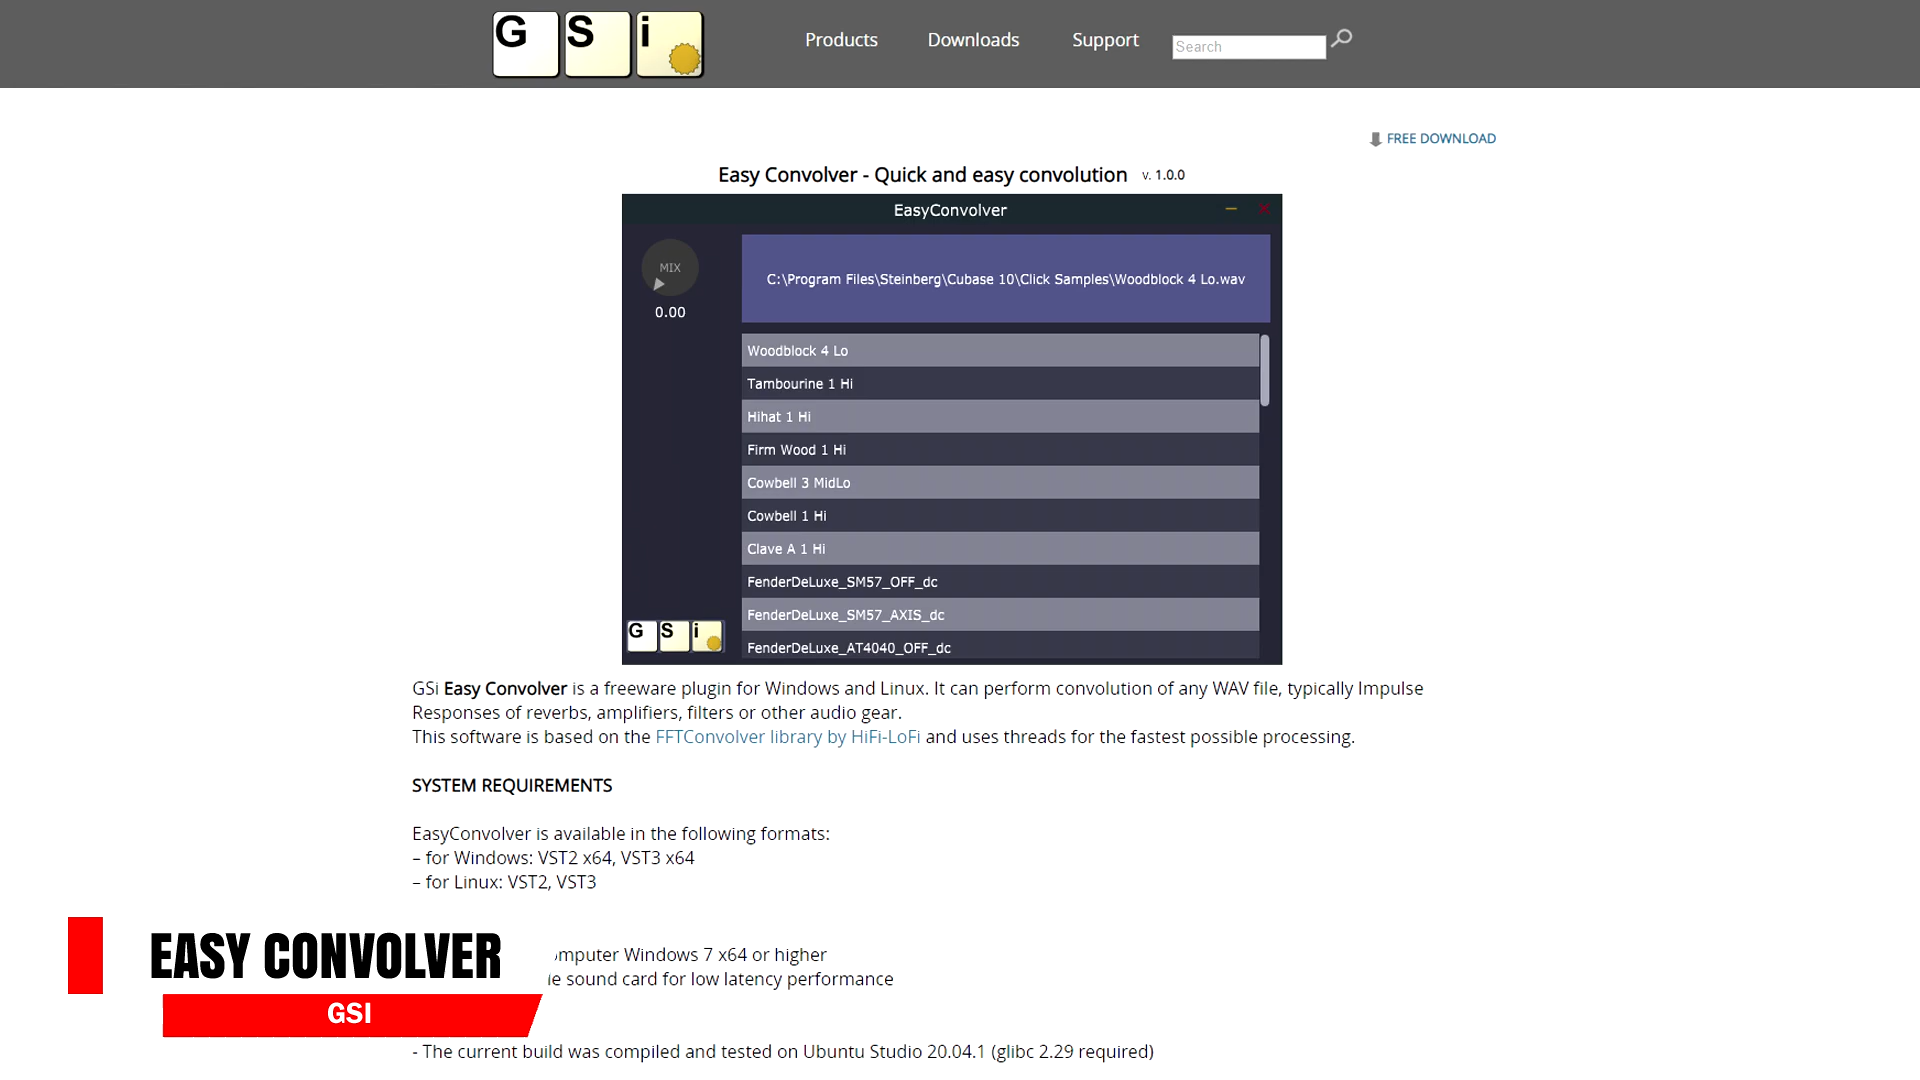 G S i
Products
Downloads
Support
Search
FREE DOWNLOAD
Easy Convolver - Quick and easy convolution v. 1.0.0
EasyConvolver
MIX
0.00
C:\Program Files\Steinberg\Cubase 10\Click Samples\Woodblock 4 Lo.wav
Woodblock 4 Lo
Tambourine 1 Hi
Hihat 1 Hi
Firm Wood 1 Hi
Cowbell 3 MidLo
Cowbell 1 Hi
Clave A 1 Hi
FenderDeLuxe_SM57_OFF_dc
FenderDeLuxe_SM57_AXIS_dc
FenderDeLuxe_AT4040_OFF_dc
G S i
GSi Easy Convolver is a freeware plugin for Windows and Linux. It can perform convolution of any WAV file, typically Impulse
Responses of reverbs, amplifiers, filters or other audio gear.
This software is based on the FFTConvolver library by HiFi-LoFi and uses threads for the fastest possible processing.
SYSTEM REQUIREMENTS
EasyConvolver is available in the following formats:
– for Windows: VST2 x64, VST3 x64
– for Linux: VST2, VST3
Windows 7 x64 or higher
sound card for low latency performance
EASY CONVOLVER
GSI
- The current build was compiled and tested on Ubuntu Studio 20.04.1 (glibc 2.29 required)